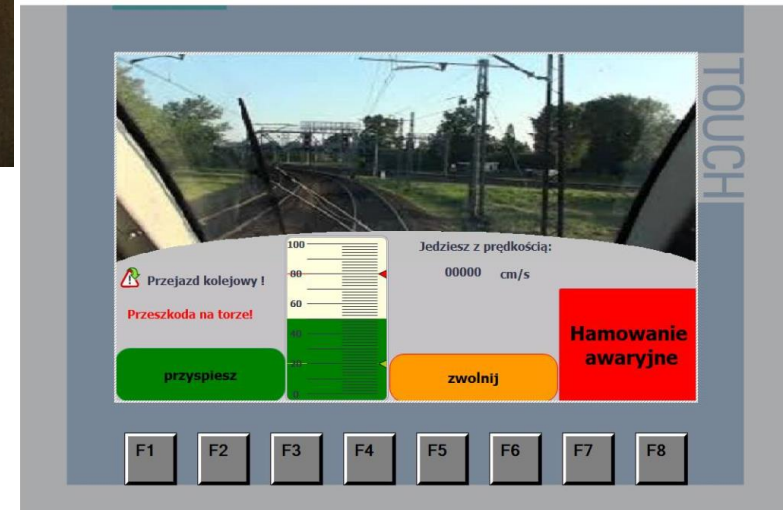 TOUCH
Jedziesz z prędkością:
00000 cm/s
Przejazd kolejowy !
Przeszkoda na torze!
100
80
60
40
20
0
Hamowanie
awaryjne
przyspiesz
zwolnij
F1 F2 F3 F4 F5 F6 F7 F8